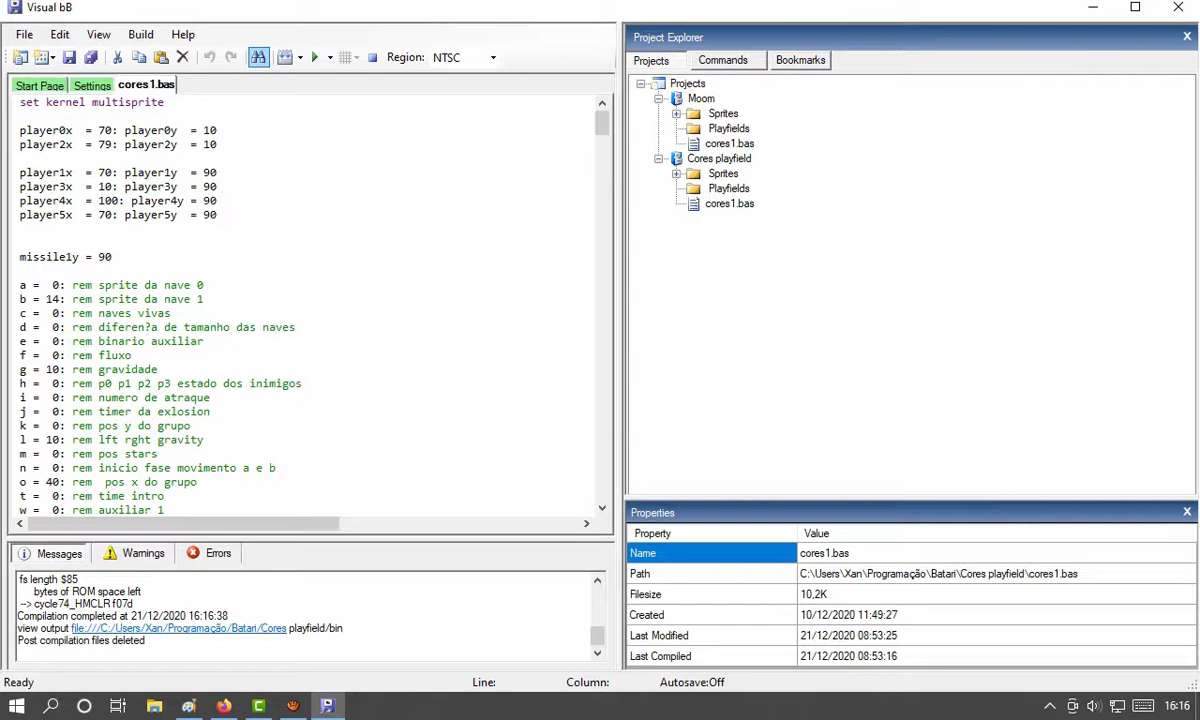 Visual bB
File Edit View Build Help
Region: NTSC
Start Page Settings cores1.bas
set kernel multisprite
player0x = 70: player0y = 10
player2x = 79: player2y = 10
player1x = 70: player1y = 90
player3x = 10: player3y = 90
player4x = 100: player4y = 90
player5x = 70: player5y = 90
missile1y = 90
a = 0: rem sprite da nave 0
b = 14: rem sprite da nave 1
c = 0: rem naves vivas
d = 0: rem diferen?a de tamanho das naves
e = 0: rem binario auxiliar
f = 0: rem fluxo
g = 10: rem gravidade
h = 0: rem p0 p1 p2 p3 estado dos inimigos
i = 0: rem numero de atraque
j = 0: rem timer da exlosion
k = 0: rem pos y do grupo
l = 10: rem lft rght gravity
m = 0: rem pos stars
n = 0: rem inicio fase movimento a e b
o = 40: rem pos x do grupo
t = 0: rem time intro
w = 0: rem auxiliar 1
Messages Warnings Errors
fs length $85
bytes of ROM space left
--> cycle74_HMCLR f07d
Compilation completed at 21/12/2020 16:16:38
view output file:///C:/Users/Xan/Programação/Batari/Cores playfield/bin
Post compilation files deleted
Project Explorer
Projects Commands Bookmarks
Projects
Moom
Sprites
Playfields
cores1.bas
Cores playfield
Sprites
Playfields
cores1.bas
Properties
Property Value
Name cores1.bas
Path C:\Users\Xan\Programação\Batari\Cores playfield\cores1.bas
Filesize 10,2K
Created 10/12/2020 11:49:27
Last Modified 21/12/2020 08:53:25
Last Compiled 21/12/2020 08:53:16
Ready Line: Column: Autosave:Off
16:16